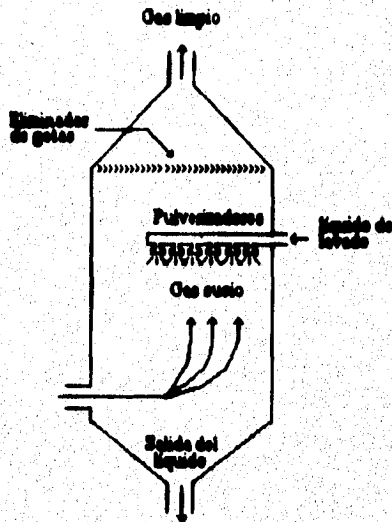 Gas limpio
Eliminador
de gotas
Pulverizadores
Líquido de
lavado
Gas sucio
Salida del
líquido